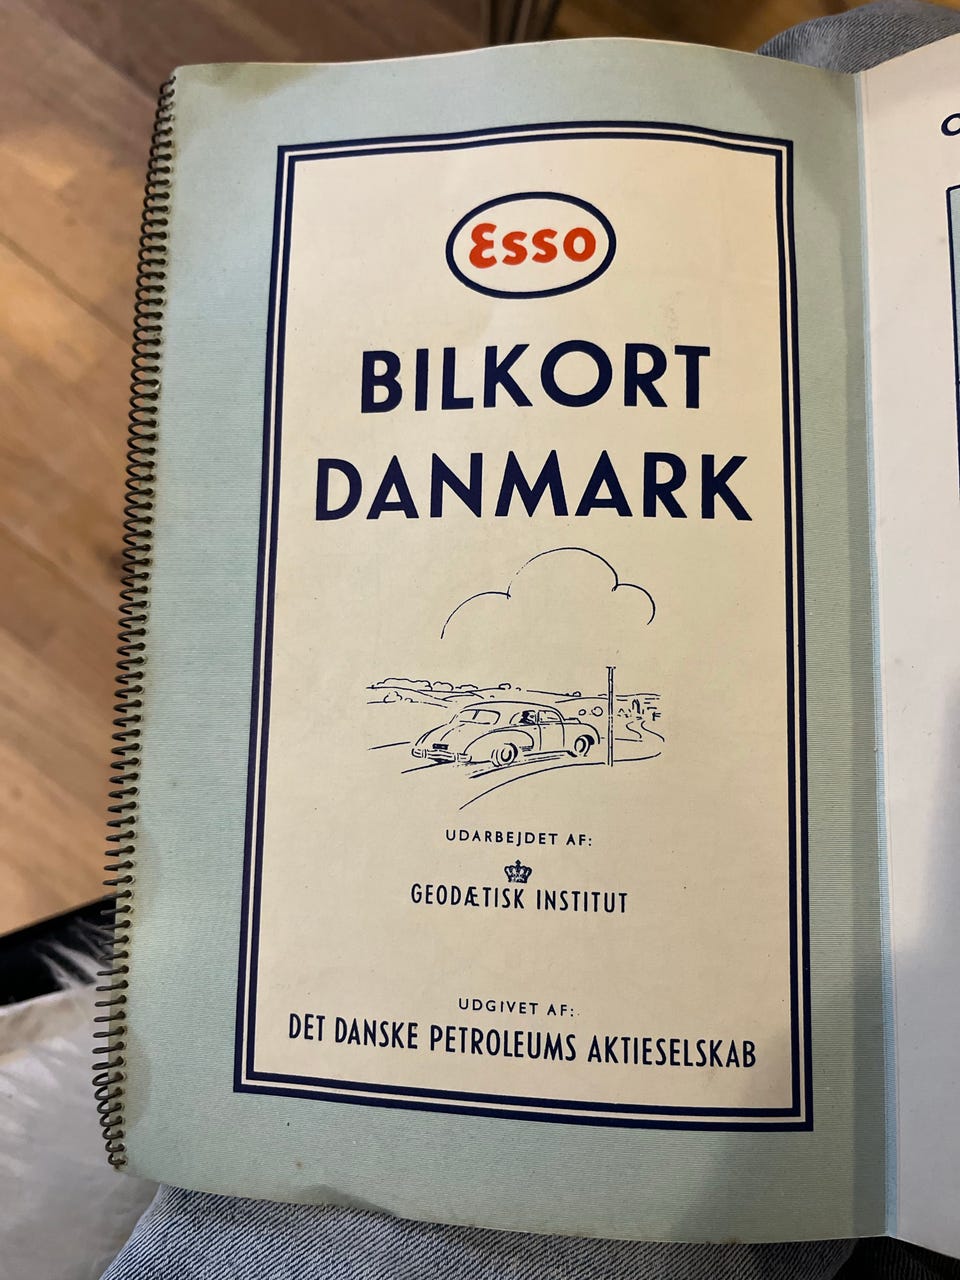 Esso
BILKORT
DANMARK
UDARBEJDET AF:
GEODÆTISK INSTITUT
UDGIVET AF:
DET DANSKE PETROLEUMS AKTIESELSKAB